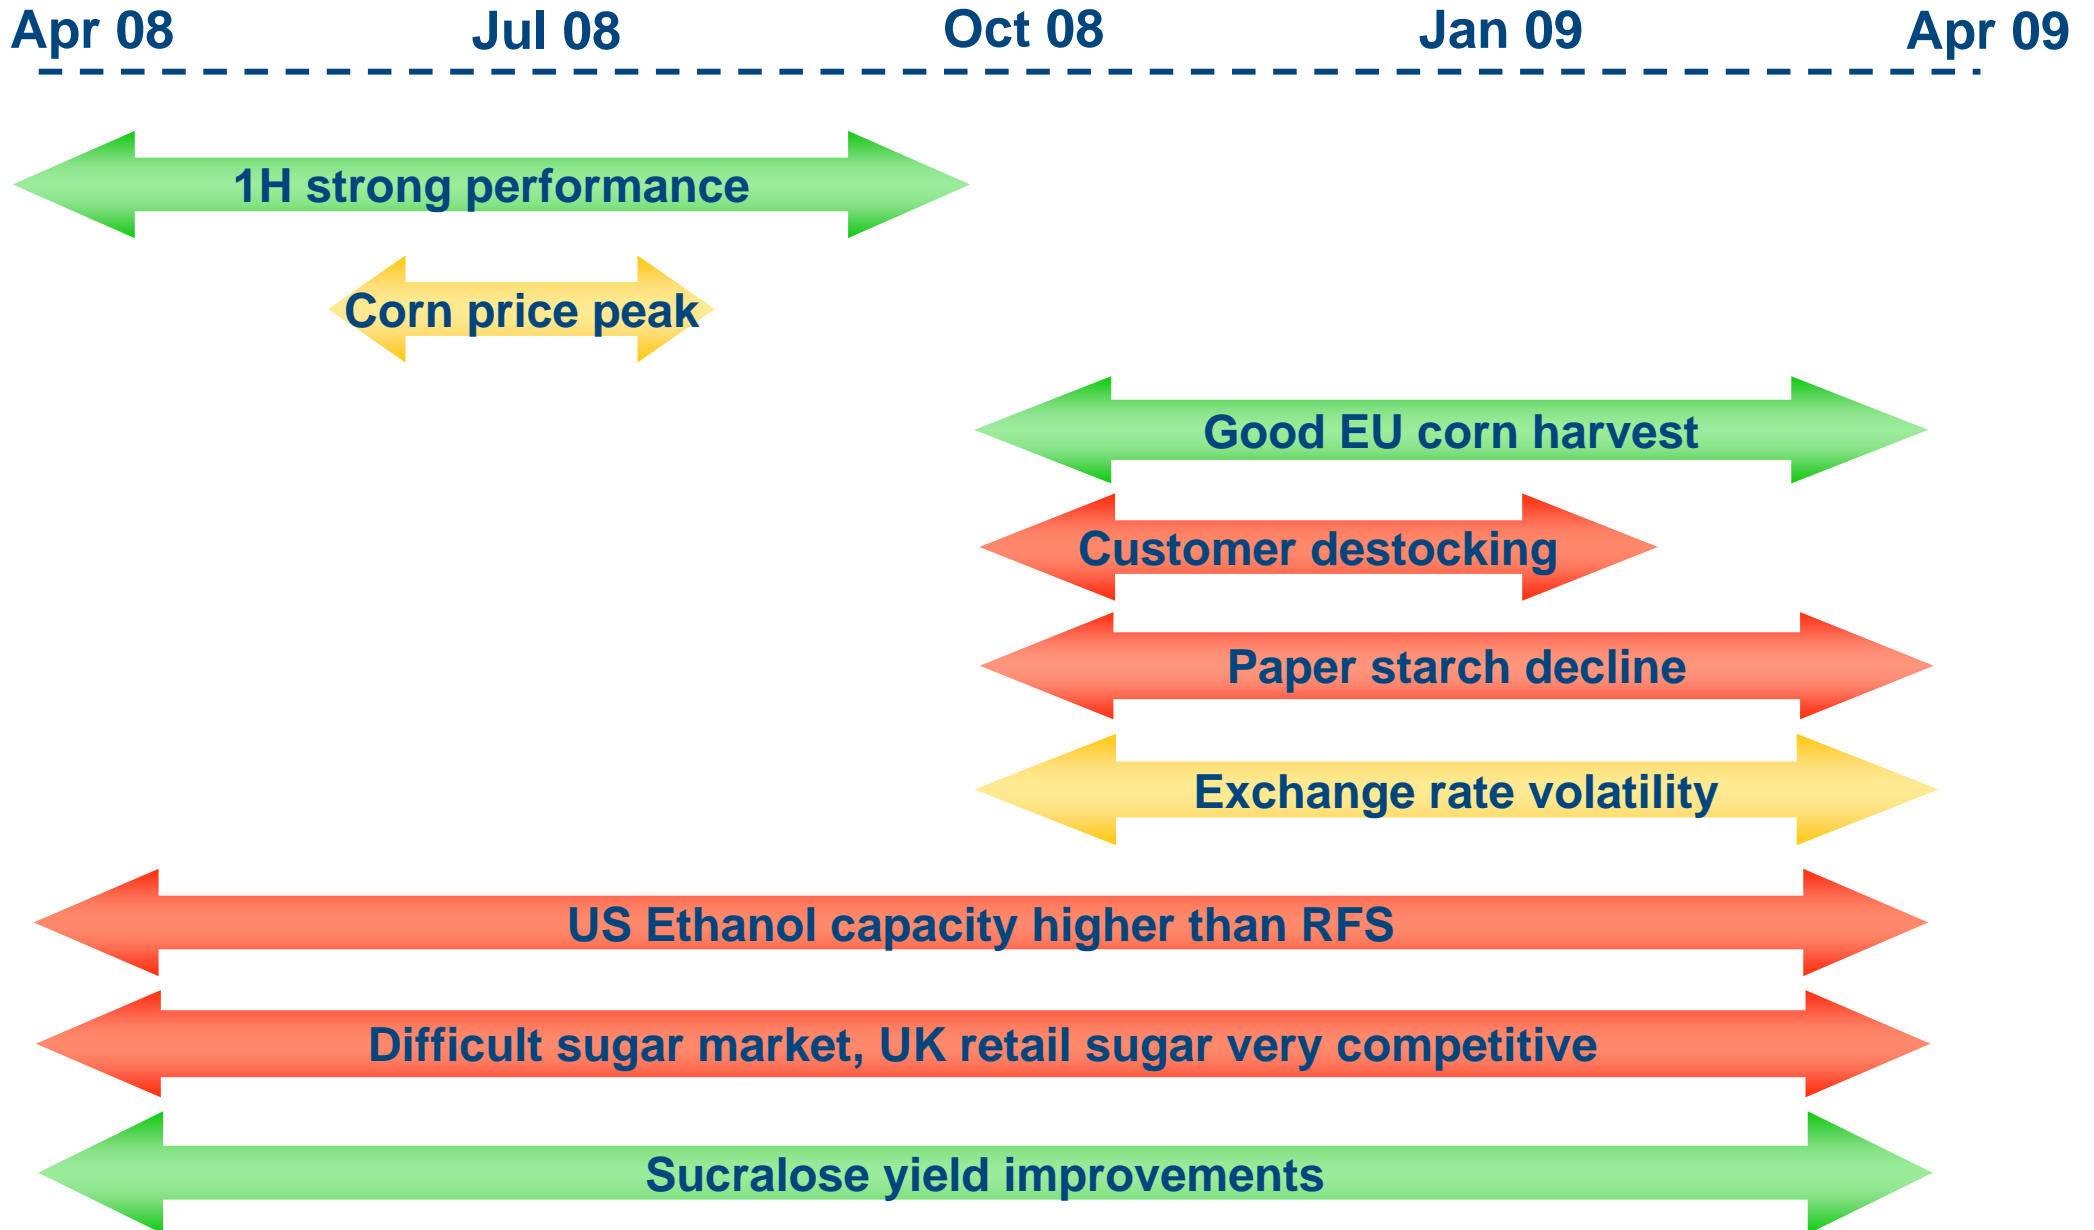 Apr 08 Jul 08 Oct 08 Jan 09 Apr 09
1H strong performance
Corn price peak
Good EU corn harvest
Customer destocking
Paper starch decline
Exchange rate volatility
US Ethanol capacity higher than RFS
Difficult sugar market, UK retail sugar very competitive
Sucralose yield improvements